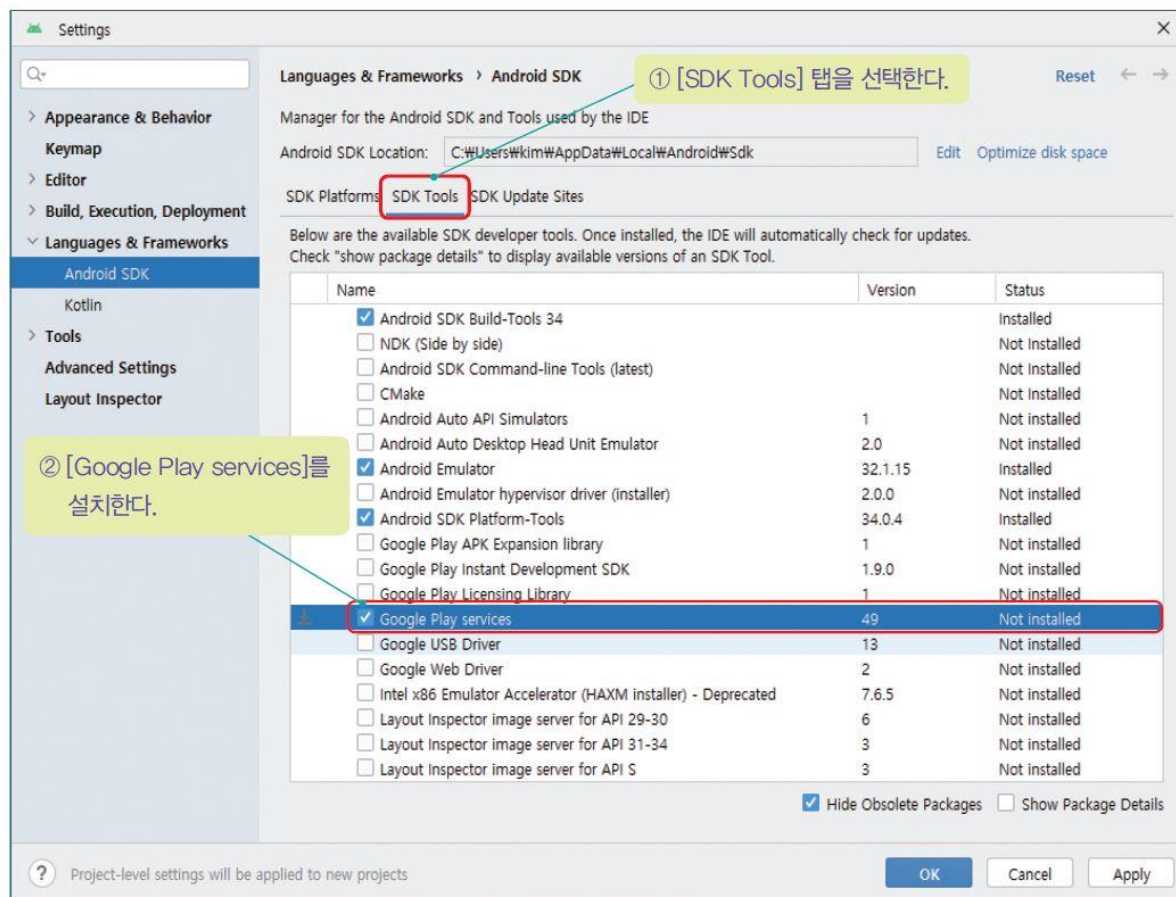 Settings
Languages & Frameworks › Android SDK
① [SDK Tools] 탭을 선택한다.
Reset
Appearance & Behavior
Keymap
Editor
Build, Execution, Deployment
Languages & Frameworks
Android SDK
Kotlin
Tools
Advanced Settings
Layout Inspector
Manager for the Android SDK and Tools used by the IDE
Android SDK Location: C:₩Users₩kim₩AppData₩Local₩Android₩Sdk Edit Optimize disk space
SDK Platforms SDK Tools SDK Update Sites
Below are the available SDK developer tools. Once installed, the IDE will automatically check for updates.
Check "show package details" to display available versions of an SDK Tool.
Name Version Status
Android SDK Build-Tools 34 Installed
NDK (Side by side) Not Installed
Android SDK Command-line Tools (latest) Not Installed
CMake Not Installed
Android Auto API Simulators 1 Not installed
Android Auto Desktop Head Unit Emulator 2.0 Not installed
Android Emulator 32.1.15 Installed
Android Emulator hypervisor driver (installer) 2.0.0 Not installed
Android SDK Platform-Tools 34.0.4 Installed
Google Play APK Expansion library 1 Not installed
Google Play Instant Development SDK 1.9.0 Not installed
Google Play Licensing Library 1 Not installed
Google Play services 49 Not installed
Google USB Driver 13 Not installed
Google Web Driver 2 Not installed
Intel x86 Emulator Accelerator (HAXM installer) - Deprecated 7.6.5 Not installed
Layout Inspector image server for API 29-30 6 Not installed
Layout Inspector image server for API 31-34 3 Not installed
Layout Inspector image server for API S 3 Not installed
② [Google Play services]를
설치한다.
Hide Obsolete Packages Show Package Details
? Project-level settings will be applied to new projects
OK Cancel Apply